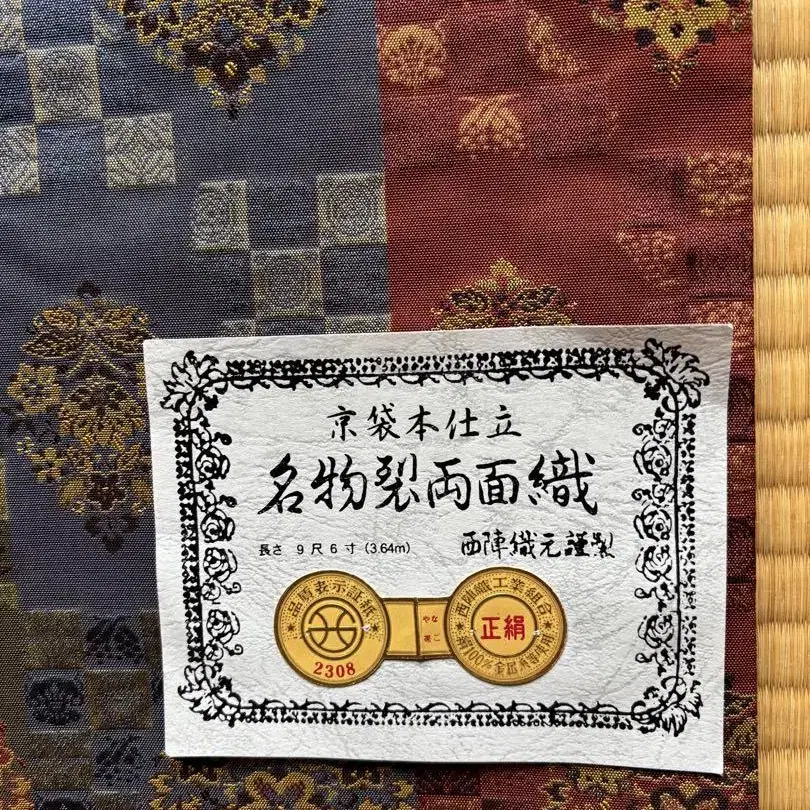 京袋本仕立
名物裂両面織
長さ 9尺6寸(3.64m)
西陣織元謹製
品質表示証紙
2308
西陣織工業組合
正絹